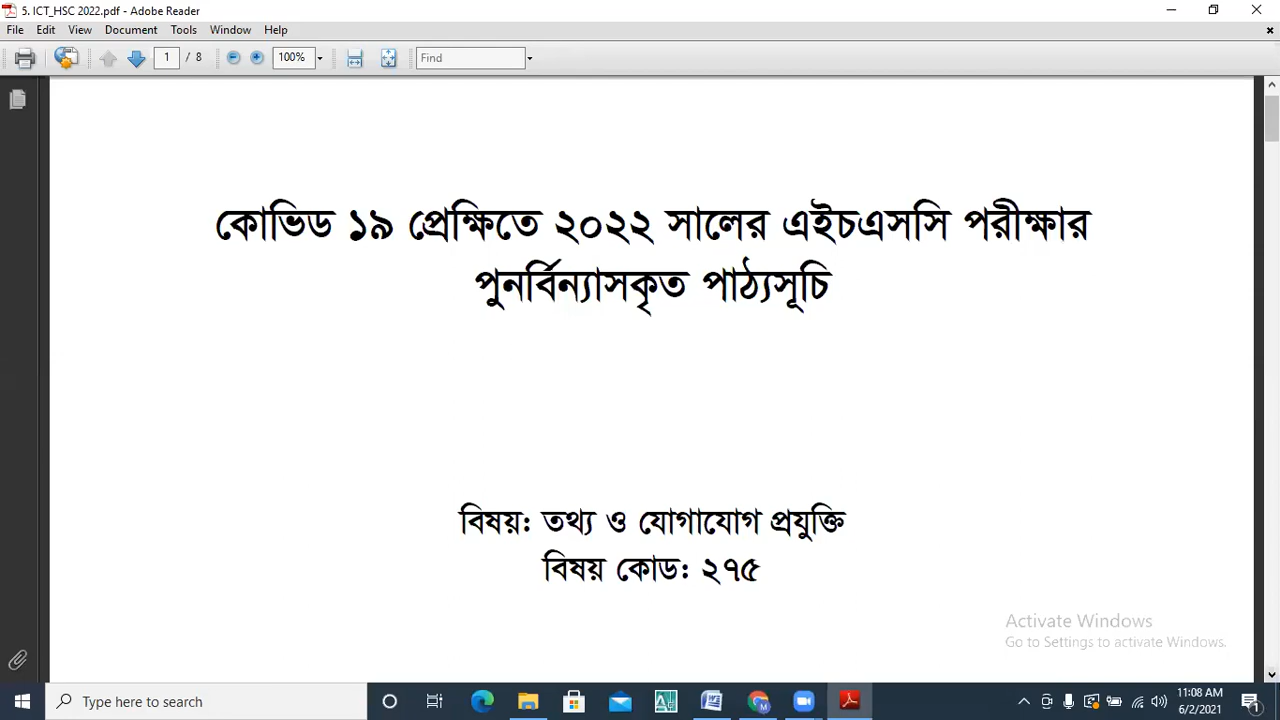 5. ICT_HSC 2022.pdf - Adobe Reader
File Edit View Document Tools Window Help
1 / 8 100% Find
কোভিড ১৯ প্রেক্ষিতে ২০২২ সালের এইচএসসি পরীক্ষার
পুনর্বিন্যাসকৃত পাঠ্যসূচি
বিষয়: তথ্য ও যোগাযোগ প্রযুক্তি
বিষয় কোড: ২৭৫
Activate Windows
Go to Settings to activate Windows.
Type here to search
11:08 AM
6/2/2021